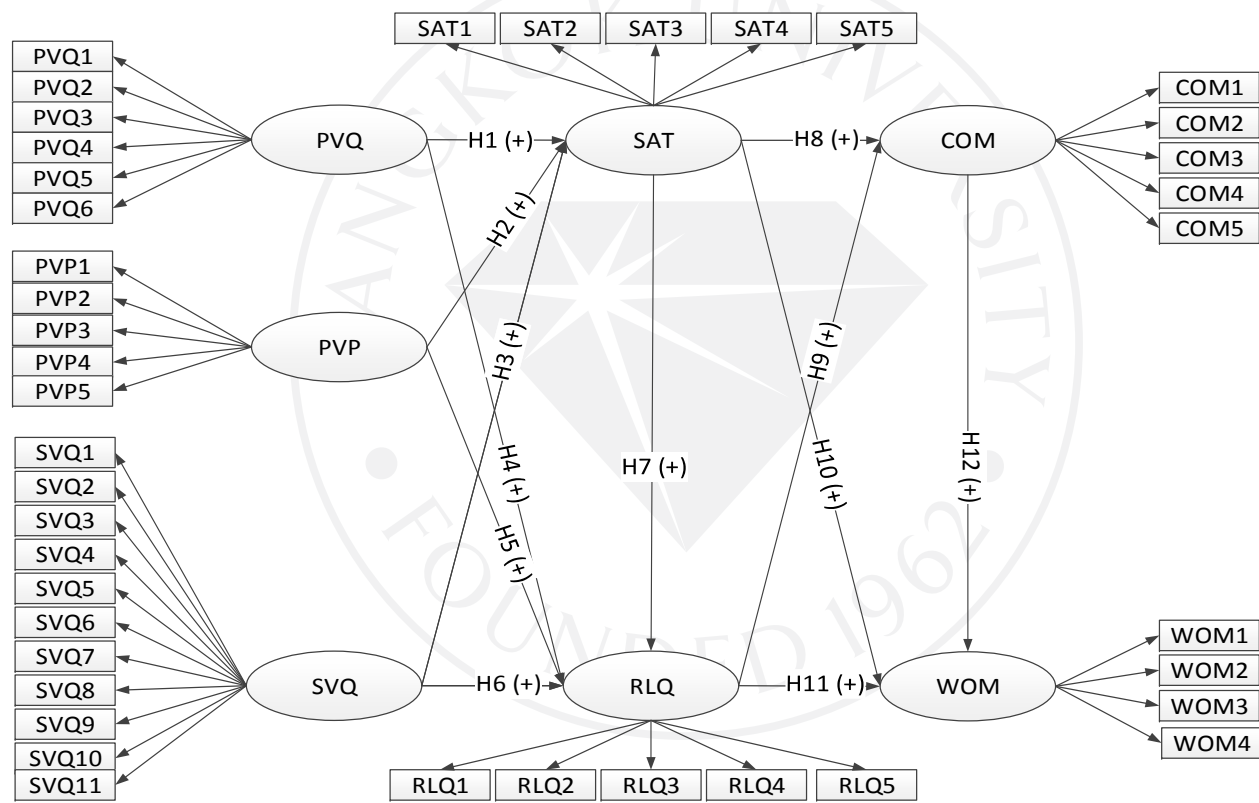 SAT1
SAT2
SAT3
SAT4
SAT5
PVQ1
PVQ2
PVQ3
PVQ4
PVQ5
PVQ6
PVQ
H1 (+)
SAT
H8 (+)
COM
COM1
COM2
COM3
COM4
COM5
H2 (+)
PVP1
PVP2
PVP3
PVP4
PVP5
PVP
H3 (+)
H9 (+)
H4 (+)
H5 (+)
H7 (+)
H10 (+)
H12 (+)
SVQ1
SVQ2
SVQ3
SVQ4
SVQ5
SVQ6
SVQ7
SVQ8
SVQ9
SVQ10
SVQ11
SVQ
H6 (+)
RLQ
H11 (+)
WOM
WOM1
WOM2
WOM3
WOM4
RLQ1
RLQ2
RLQ3
RLQ4
RLQ5
FOUNDED 1962